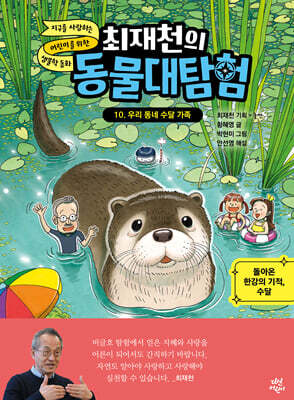 지구를 사랑하는
어린이를 위한
생물학 동화
최재천의
동물대탐험
10. 우리 동네 수달 가족
최재천 기획
황혜영 글
박현미 그림
안선영 해설
돌아온
한강의 기적,
수달
비글호 탐험에서 얻은 지혜와 사랑을
어른이 되어서도 간직하기 바랍니다.
자연도 알아야 사랑하고 사랑해야
실천할 수 있습니다. _최재천
다산
어린이